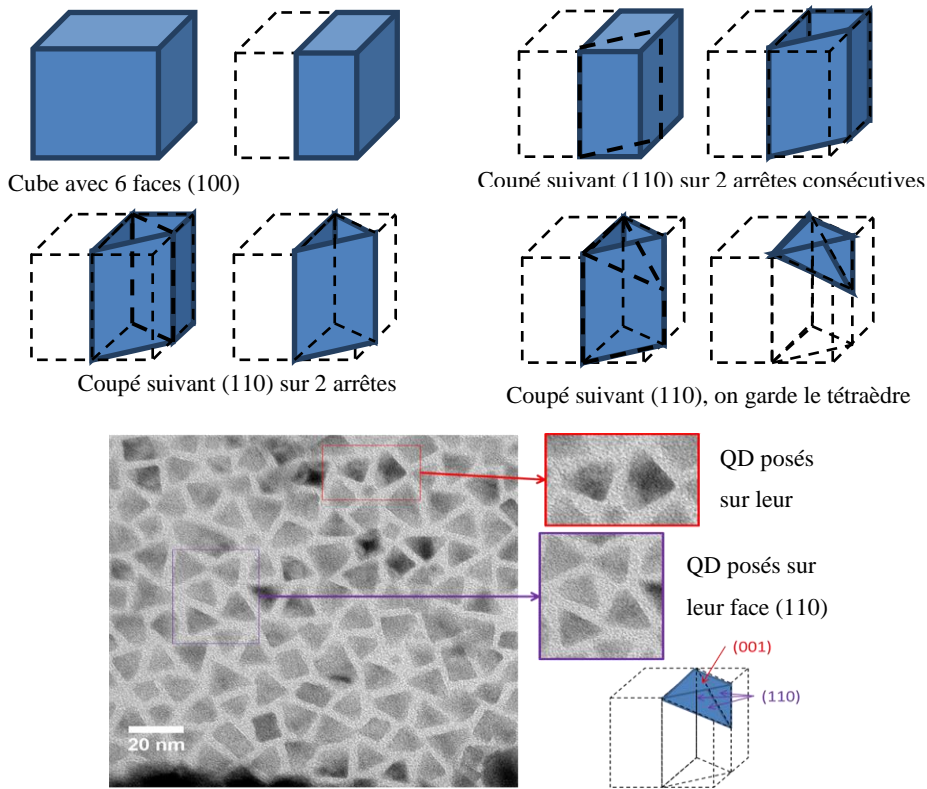 Cube avec 6 faces (100)
Coupé suivant (110) sur 2 arrêtes consécutives
Coupé suivant (110) sur 2 arrêtes
Coupé suivant (110), on garde le tétraèdre
QD posés
sur leur
QD posés sur
leur face (110)
(001)
(110)
20 nm